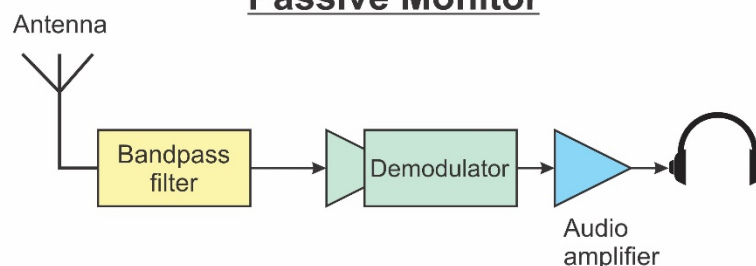 Passive Monitor
Antenna
Bandpass
filter
Demodulator
Audio
amplifier